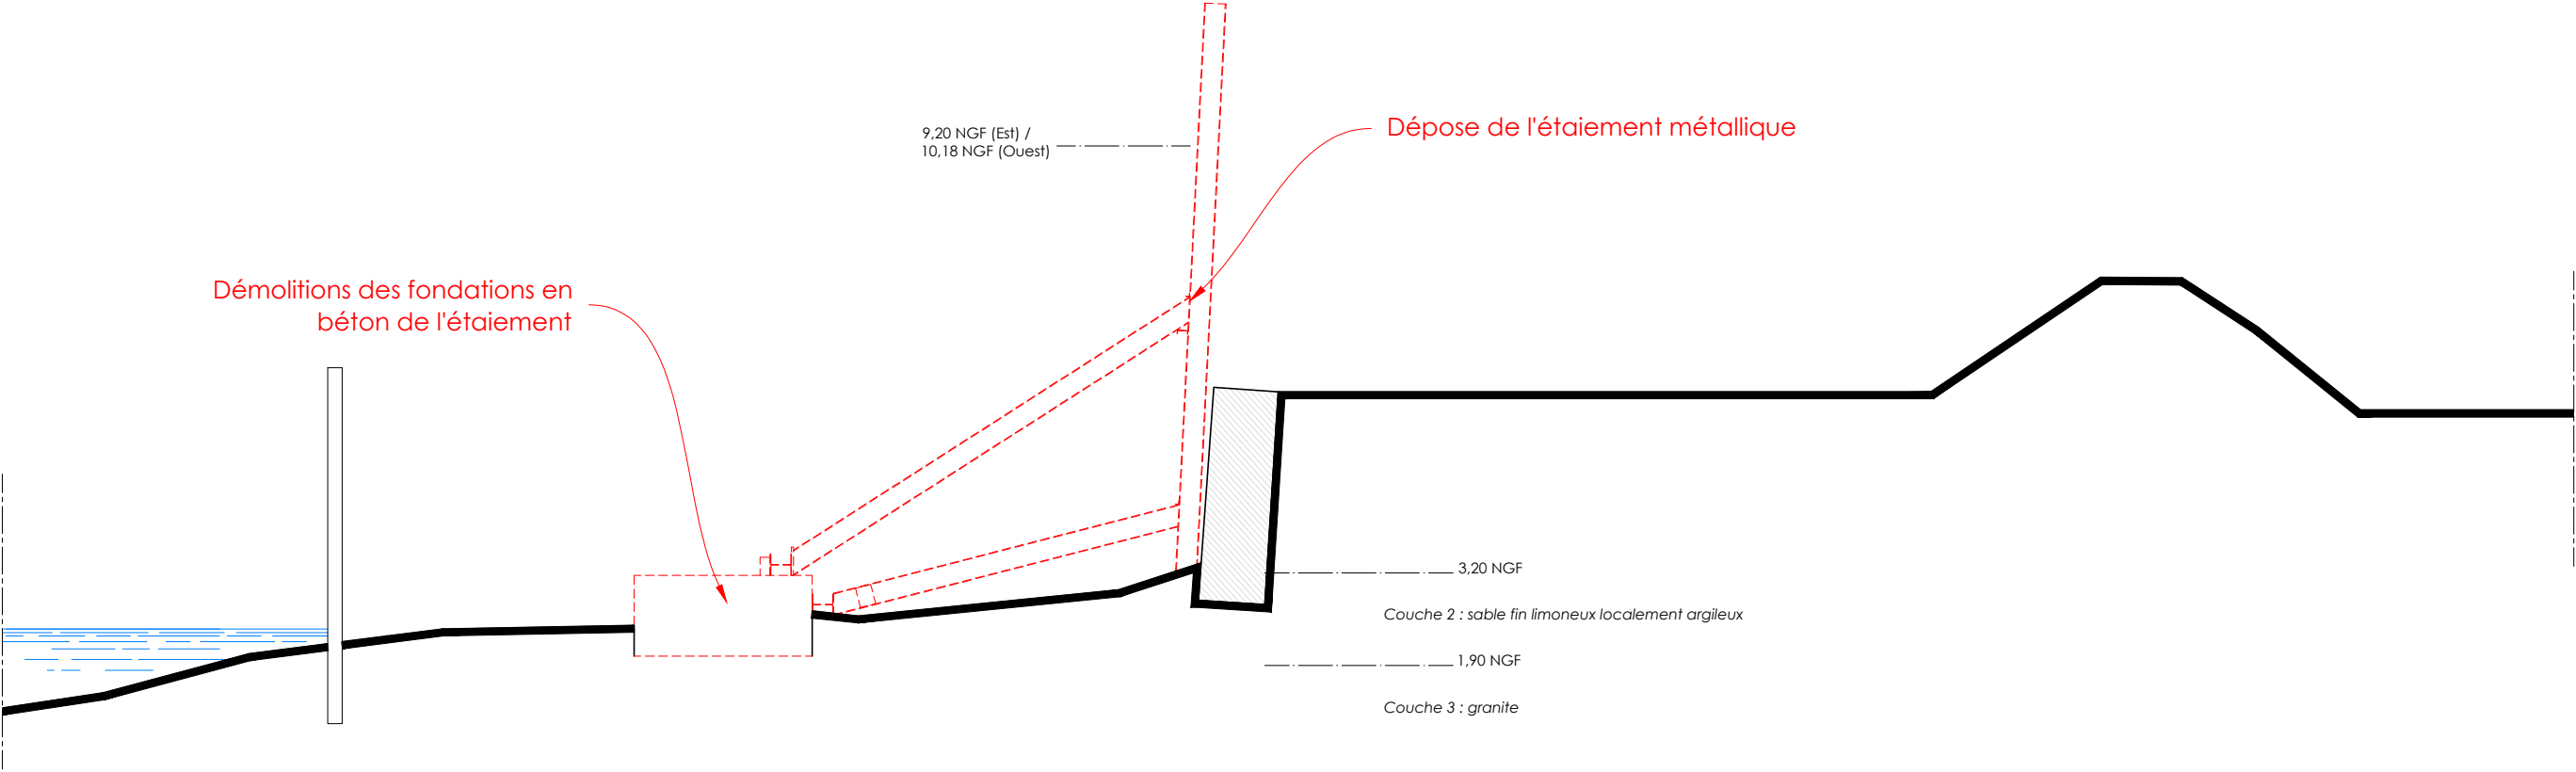 9,20 NGF (Est) /
10,18 NGF (Ouest)
Dépose de l'étaiement métallique
Démolitions des fondations en
béton de l'étaiement
3,20 NGF
Couche 2 : sable fin limoneux localement argileux
1,90 NGF
Couche 3 : granite